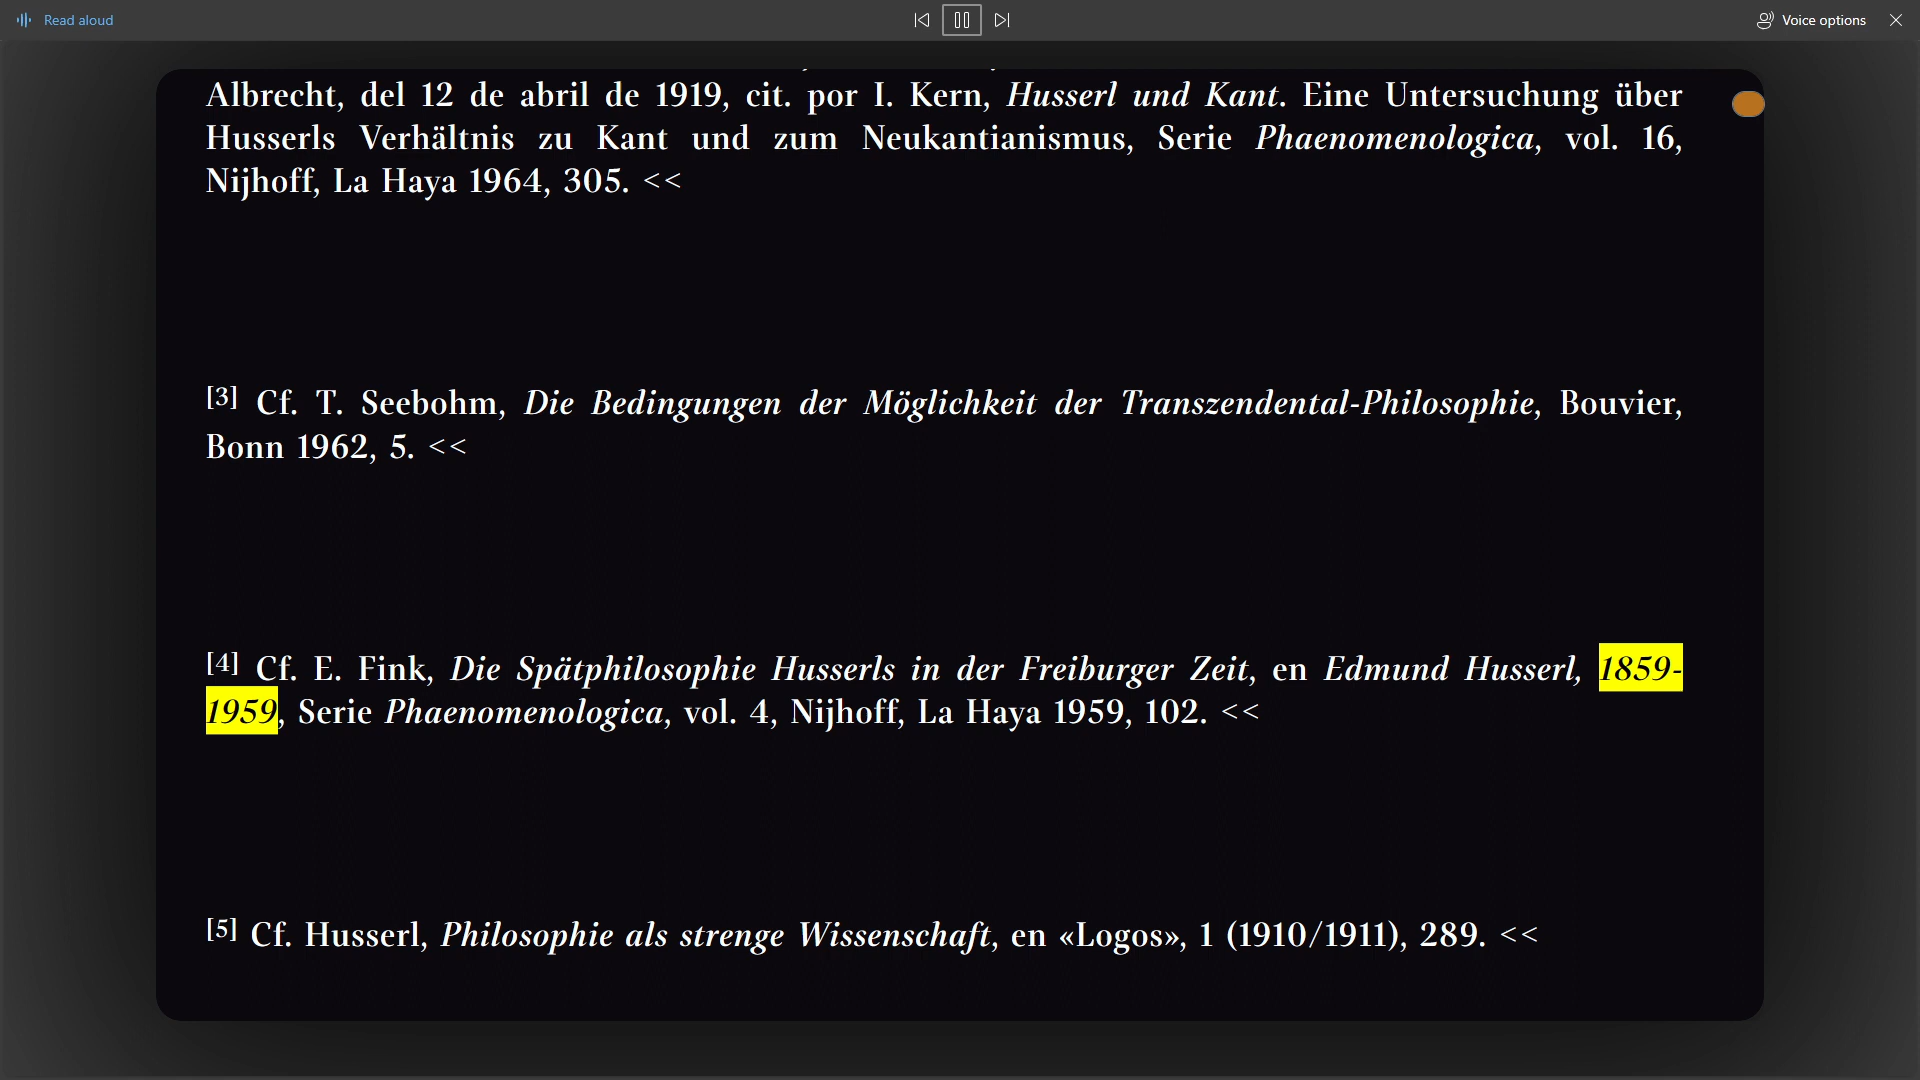 Read aloud
Voice options
Albrecht, del 12 de abril de 1919, cit. por I. Kern, Husserl und Kant. Eine Untersuchung über
Husserls Verhältnis zu Kant und zum Neukantianismus, Serie Phaenomenologica, vol. 16,
Nijhoff, La Haya 1964, 305. <<
[3] Cf. T. Seebohm, Die Bedingungen der Möglichkeit der Transzendental-Philosophie, Bouvier,
Bonn 1962, 5. <<
[4] Cf. E. Fink, Die Spätphilosophie Husserls in der Freiburger Zeit, en Edmund Husserl, 1859-
1959, Serie Phaenomenologica, vol. 4, Nijhoff, La Haya 1959, 102. <<
[5] Cf. Husserl, Philosophie als strenge Wissenschaft, en «Logos», 1 (1910/1911), 289. <<